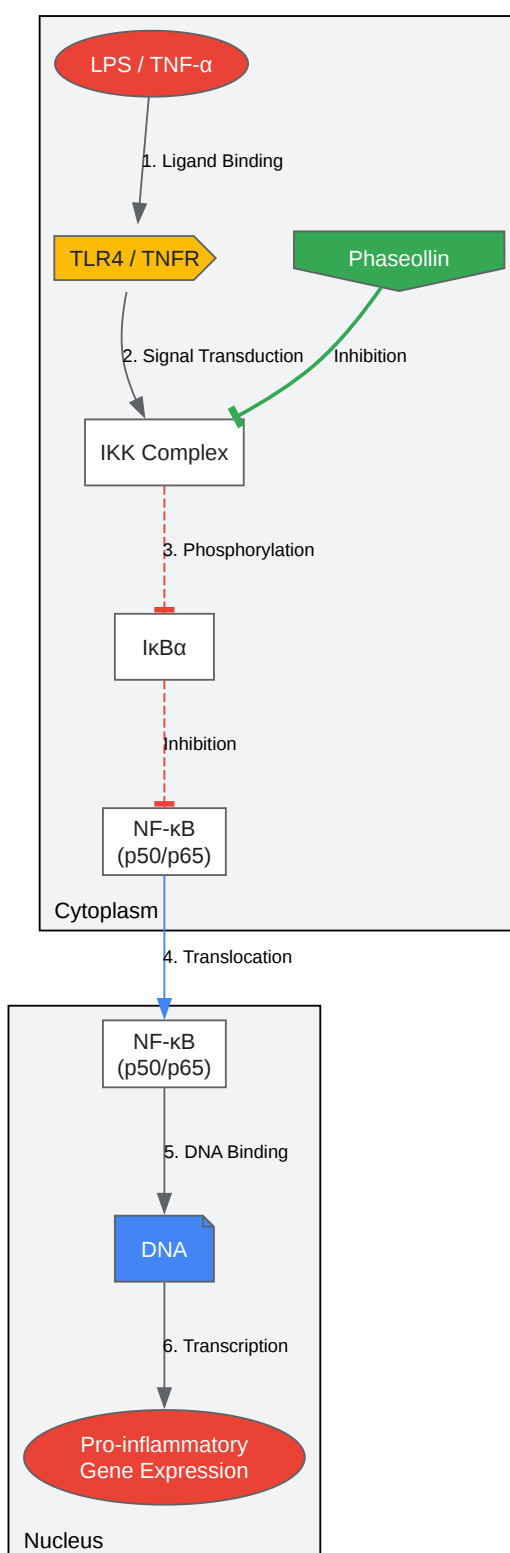 LPS / TNF-α
1. Ligand Binding
TLR4 / TNFR
Phaseollin
2. Signal Transduction
Inhibition
IKK Complex
3. Phosphorylation
IκBα
Inhibition
NF-κB
(p50/p65)
Cytoplasm
4. Translocation
NF-κB
(p50/p65)
5. DNA Binding
DNA
6. Transcription
Pro-inflammatory
Gene Expression
Nucleus